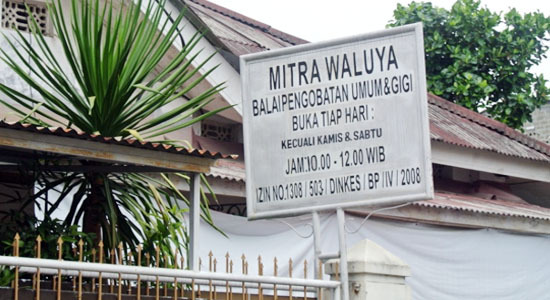 MITRA WALUYA
BALAI PENGOBATAN UMUM & GIGI
BUKA TIAP HARI :
KECUALI KAMIS & SABTU
JAM:10.00 - 12.00 WIB
IZIN NO.1308 / 503 / DINKES / BP / IV / 2008